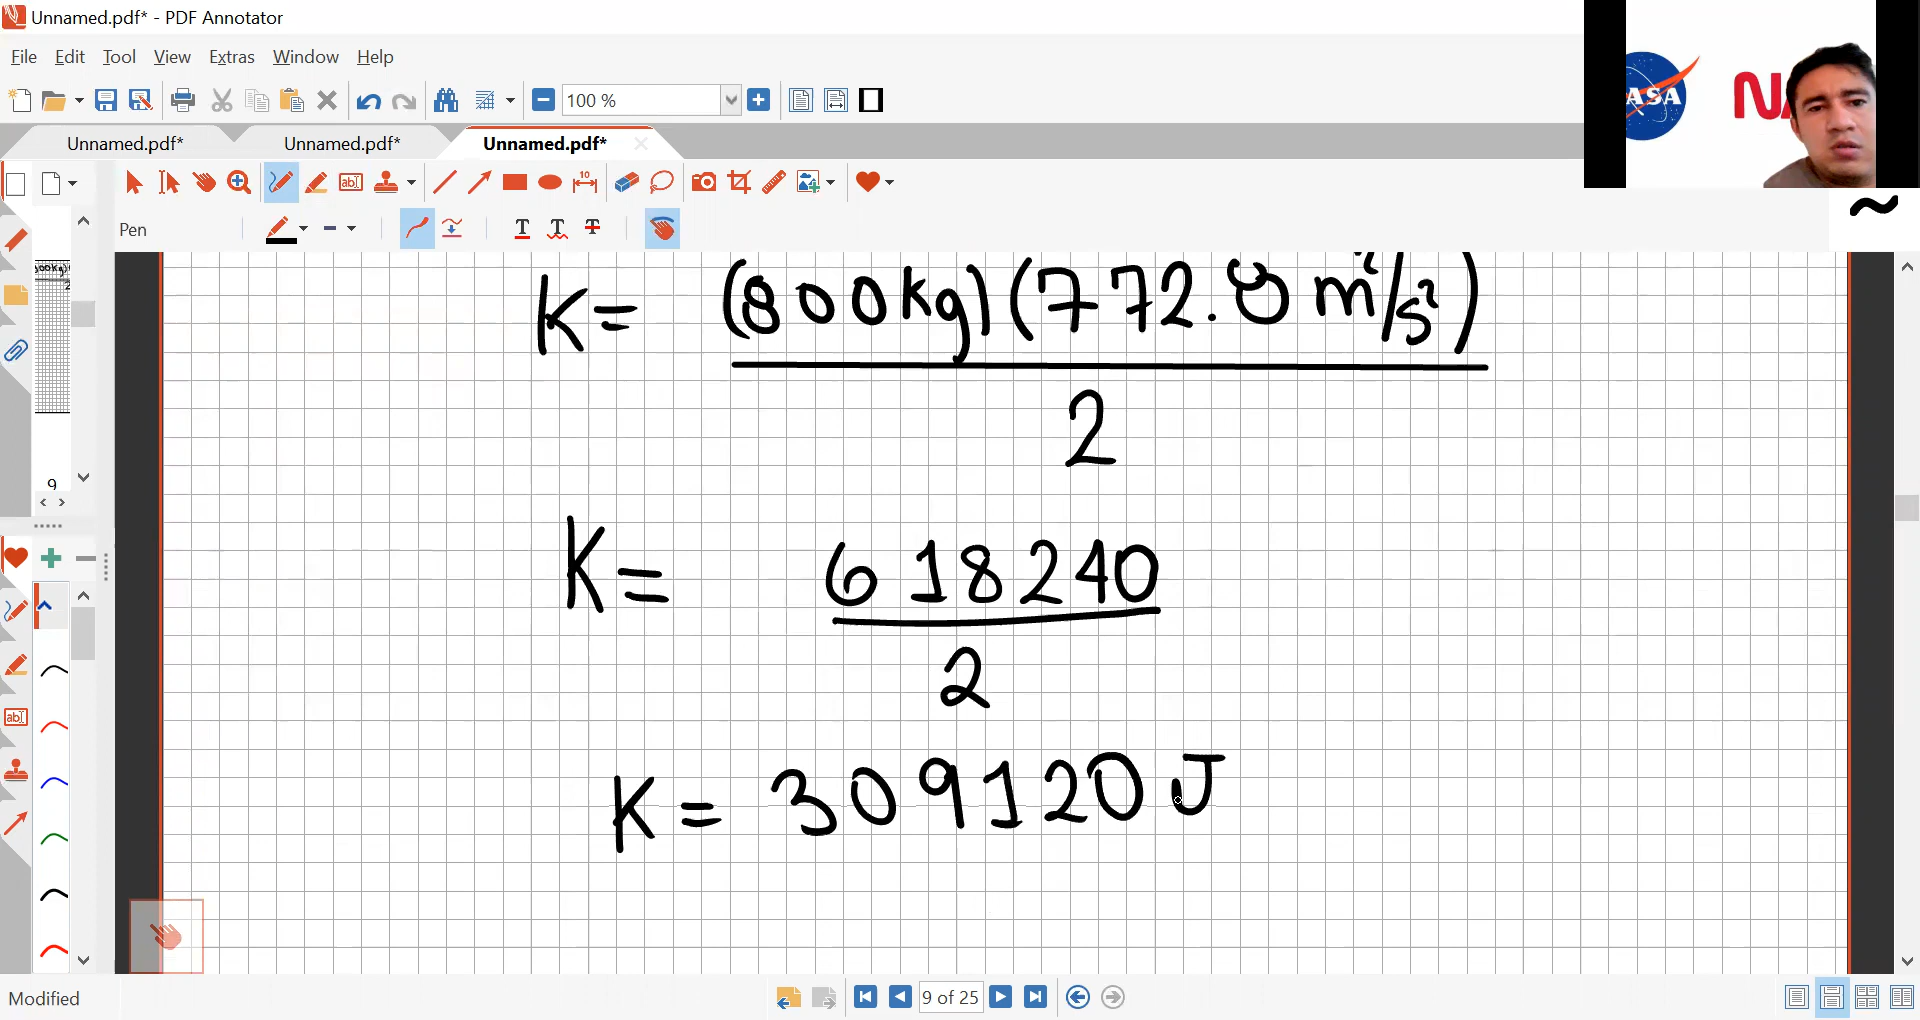 Unnamed.pdf* - PDF Annotator
File Edit Tool View Extras Window Help
100 %
Unnamed.pdf* Unnamed.pdf* Unnamed.pdf*
Pen
K= (800kg)(772.8 m²/s²)
2
K= 618240
2
K= 309120 J
9
Modified
9 of 25